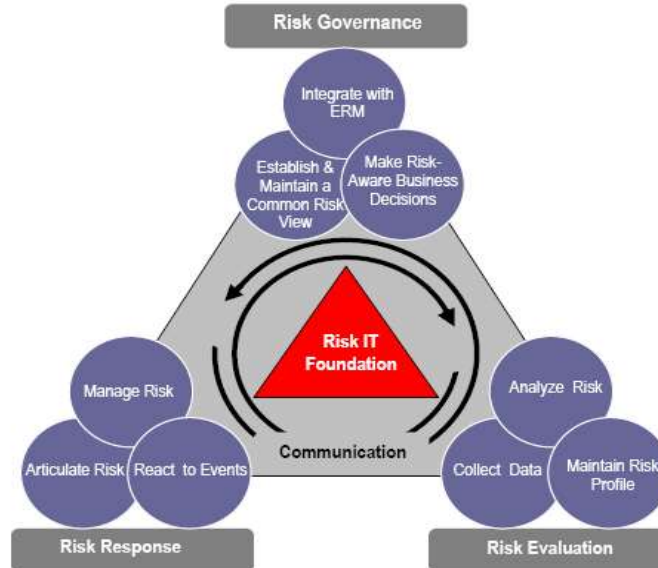 Risk Governance
Integrate with
ERM
Establish &
Maintain a
Common Risk
View
Make Risk-
Aware Business
Decisions
Risk IT
Foundation
Manage Risk
Analyze Risk
Communication
Articulate Risk
React to Events
Collect Data
Maintain Risk
Profile
Risk Response
Risk Evaluation